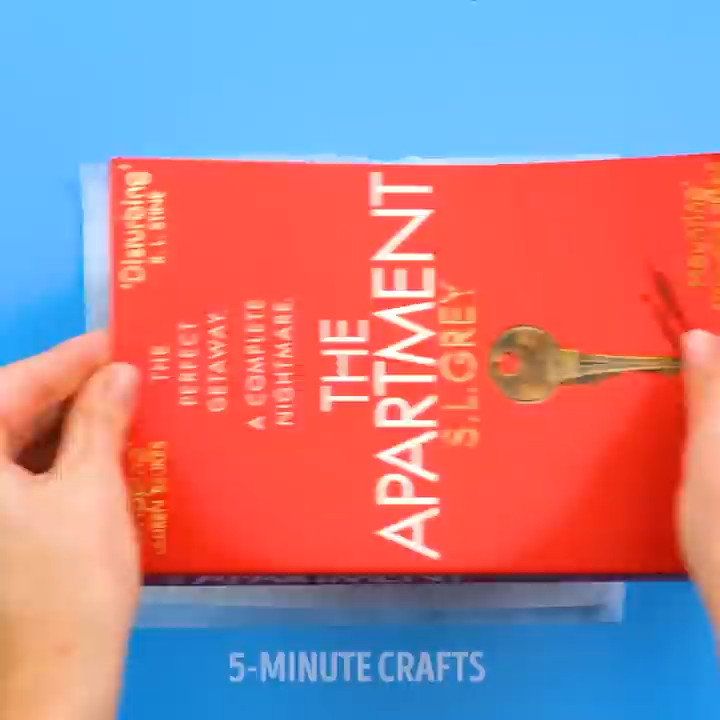 'Disturbing'
R. L. STINE
THE
PERFECT
GETAWAY.
A COMPLETE
NIGHTMARE.
THE
APARTMENT
S.L.GREY
5-MINUTE CRAFTS